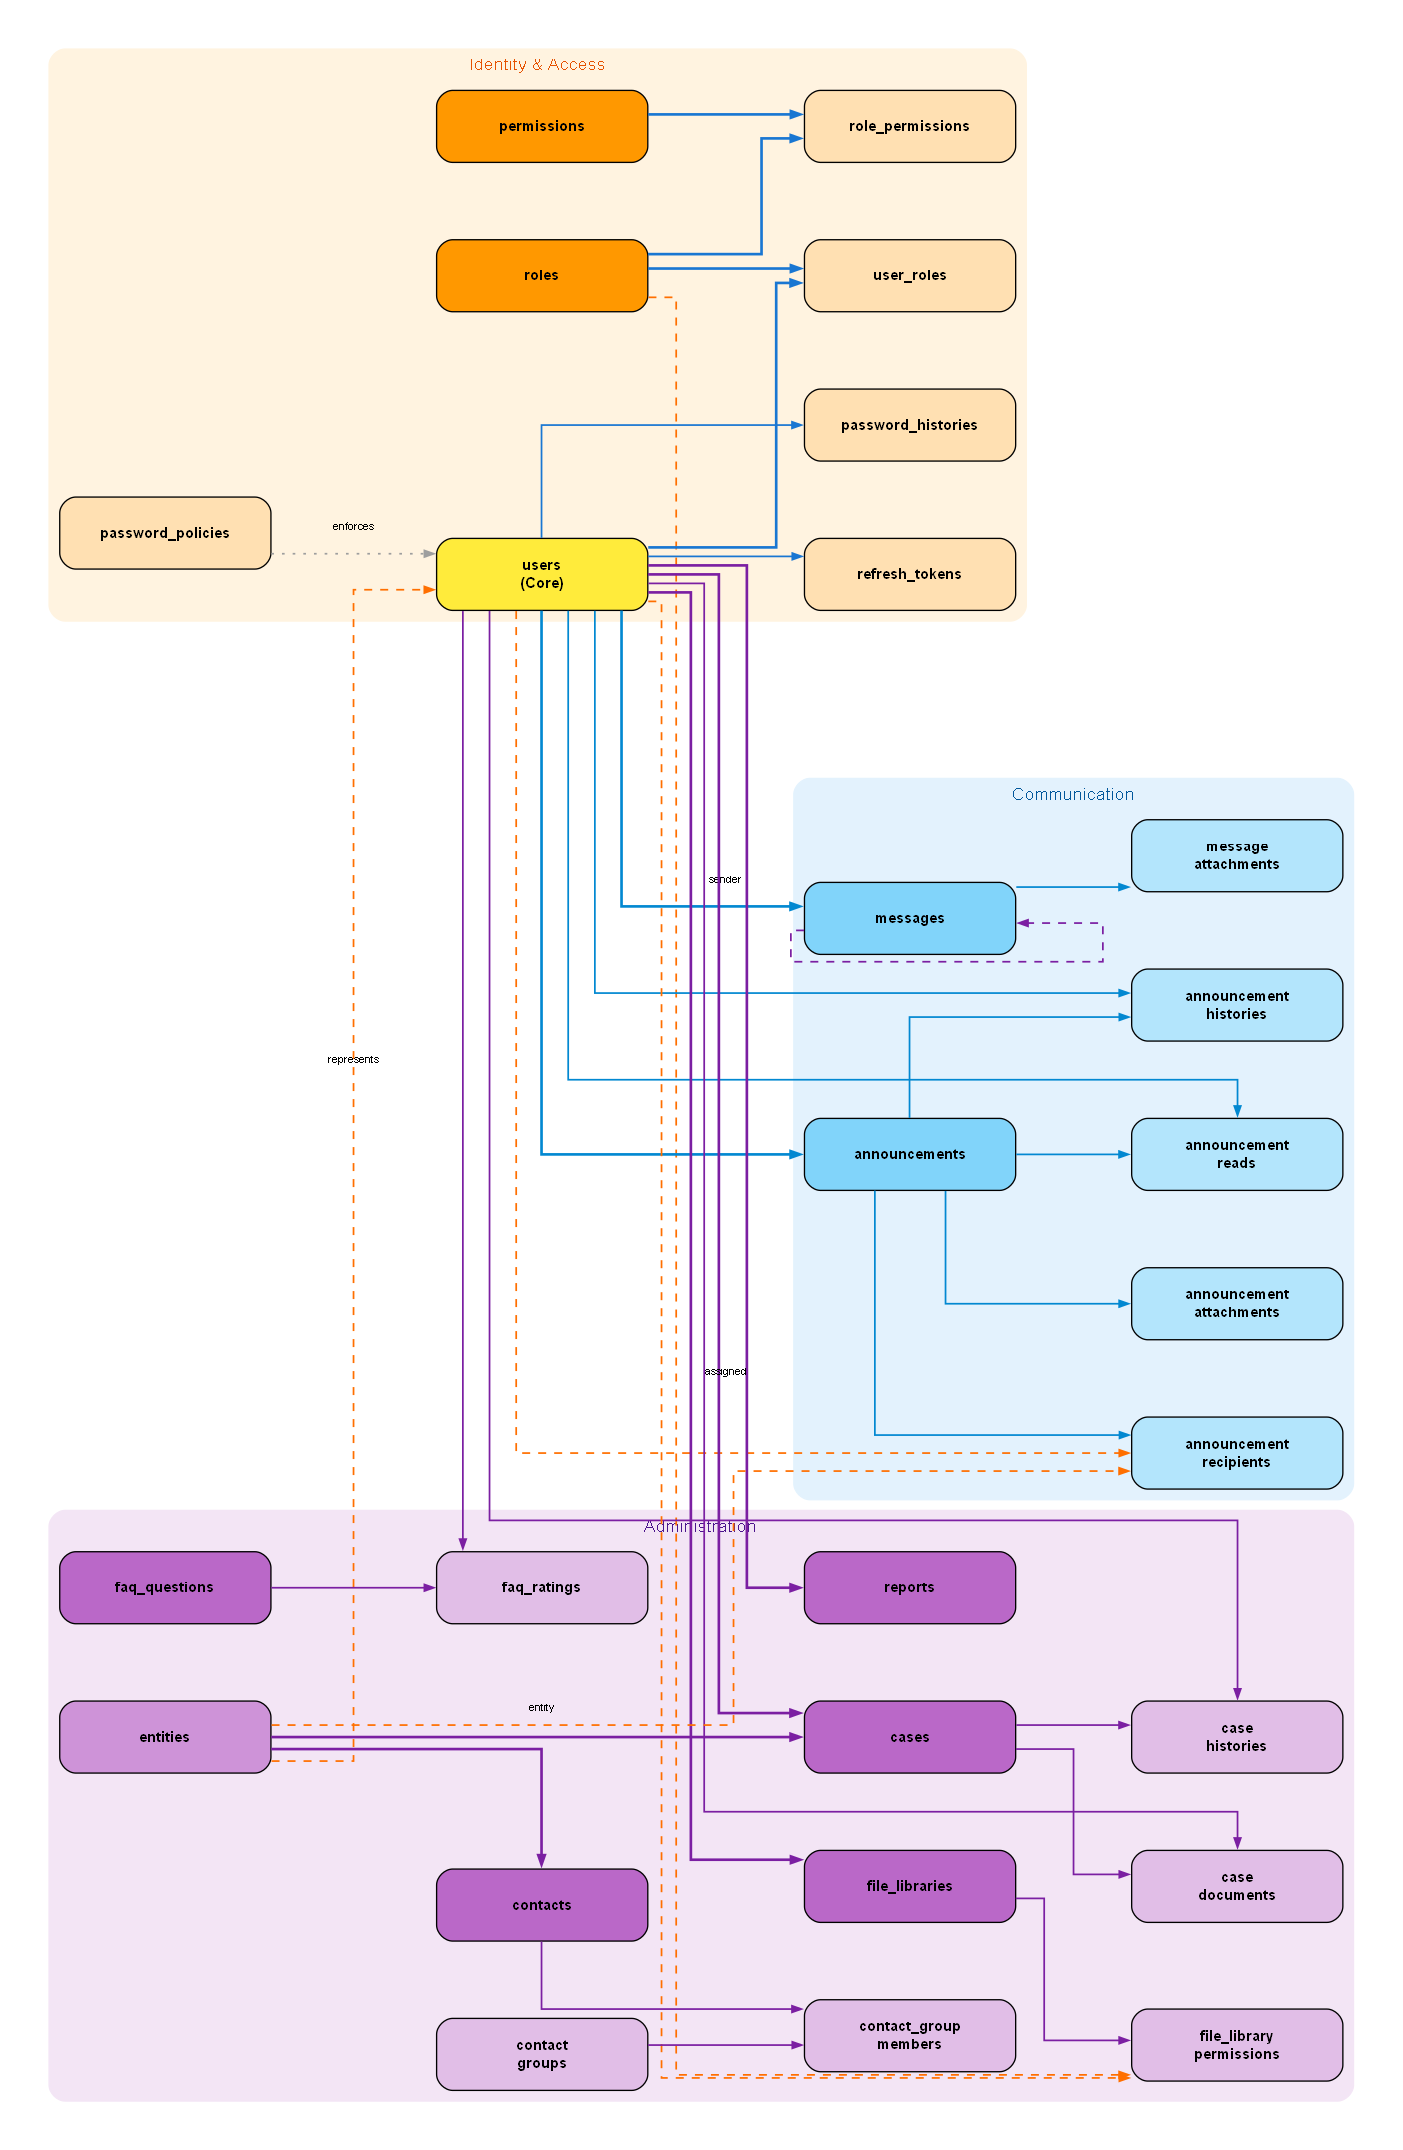 Identity & Access
permissions
role_permissions
roles
user_roles
password_histories
password_policies
enforces
users
(Core)
refresh_tokens
Communication
message
attachments
sender
messages
announcement
histories
represents
announcements
announcement
reads
announcement
attachments
assigned
announcement
recipients
Administration
faq_questions
faq_ratings
reports
entity
entities
cases
case
histories
contacts
file_libraries
case
documents
contact
groups
contact_group
members
file_library
permissions